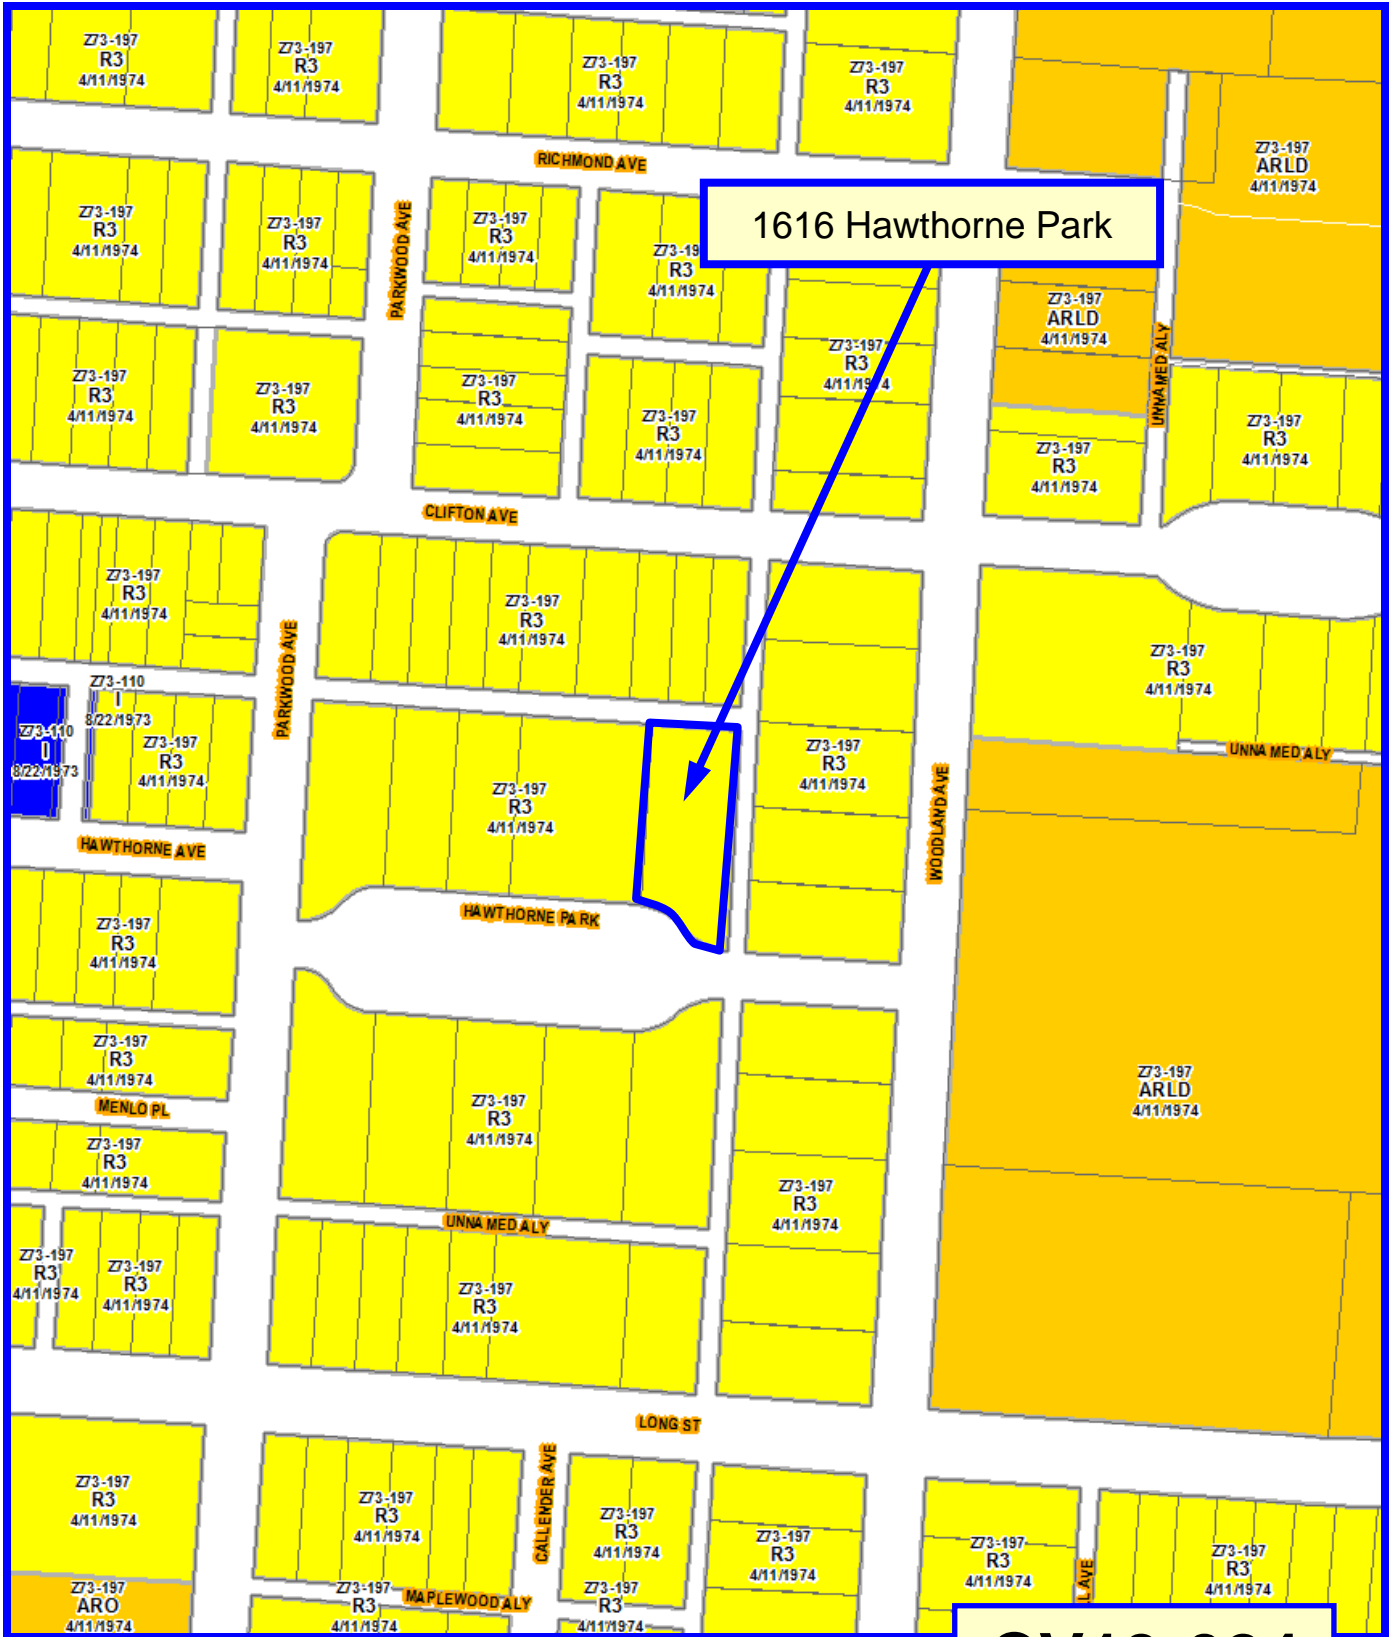 Z73-197
R3
4/11/1974
Z73-197
R3
4/11/1974
Z73-197
R3
4/11/1974
Z73-197
R3
4/11/1974
Z73-197
ARLD
4/11/1974
RICHMOND AVE
1616 Hawthorne Park
Z73-197
R3
4/11/1974
Z73-197
R3
4/11/1974
PARKWOOD AVE
Z73-197
R3
4/11/1974
Z73-19
R3
4/11/1974
Z73-197
ARLD
4/11/1974
UNNAMED ALY
Z73-197
R3
4/11/1974
Z73-197
R3
4/11/1974
Z73-197
R3
4/11/1974
Z73-197
R3
4/11/1974
Z73-197
R3
4/11/1974
Z73-197
R3
4/11/1974
Z73-197
R3
4/11/1974
CLIFTON AVE
Z73-197
R3
4/11/1974
Z73-197
R3
4/11/1974
PARKWOOD AVE
Z73-197
R3
4/11/1974
Z73-110
I
8/22/1973
Z73-110
I
8/22/1973
Z73-197
R3
4/11/1974
Z73-197
R3
4/11/1974
Z73-197
R3
4/11/1974
UNNAMED ALY
WOODLAND AVE
HAWTHORNE AVE
HAWTHORNE PARK
Z73-197
R3
4/11/1974
Z73-197
R3
4/11/1974
MENLO PL
Z73-197
R3
4/11/1974
Z73-197
R3
4/11/1974
Z73-197
ARLD
4/11/1974
Z73-197
R3
4/11/1974
UNNAMED ALY
Z73-197
R3
4/11/1974
Z73-197
R3
4/11/1974
Z73-197
R3
4/11/1974
LONG ST
Z73-197
R3
4/11/1974
Z73-197
R3
4/11/1974
CALLENDER AVE
Z73-197
R3
4/11/1974
Z73-197
R3
4/11/1974
Z73-197
R3
4/11/1974
Z73-197
R3
4/11/1974
AVE
Z73-197
ARO
4/11/1974
Z73-197
R3
4/11/1974
MAPLEWOOD ALY
Z73-197
R3
4/11/1974